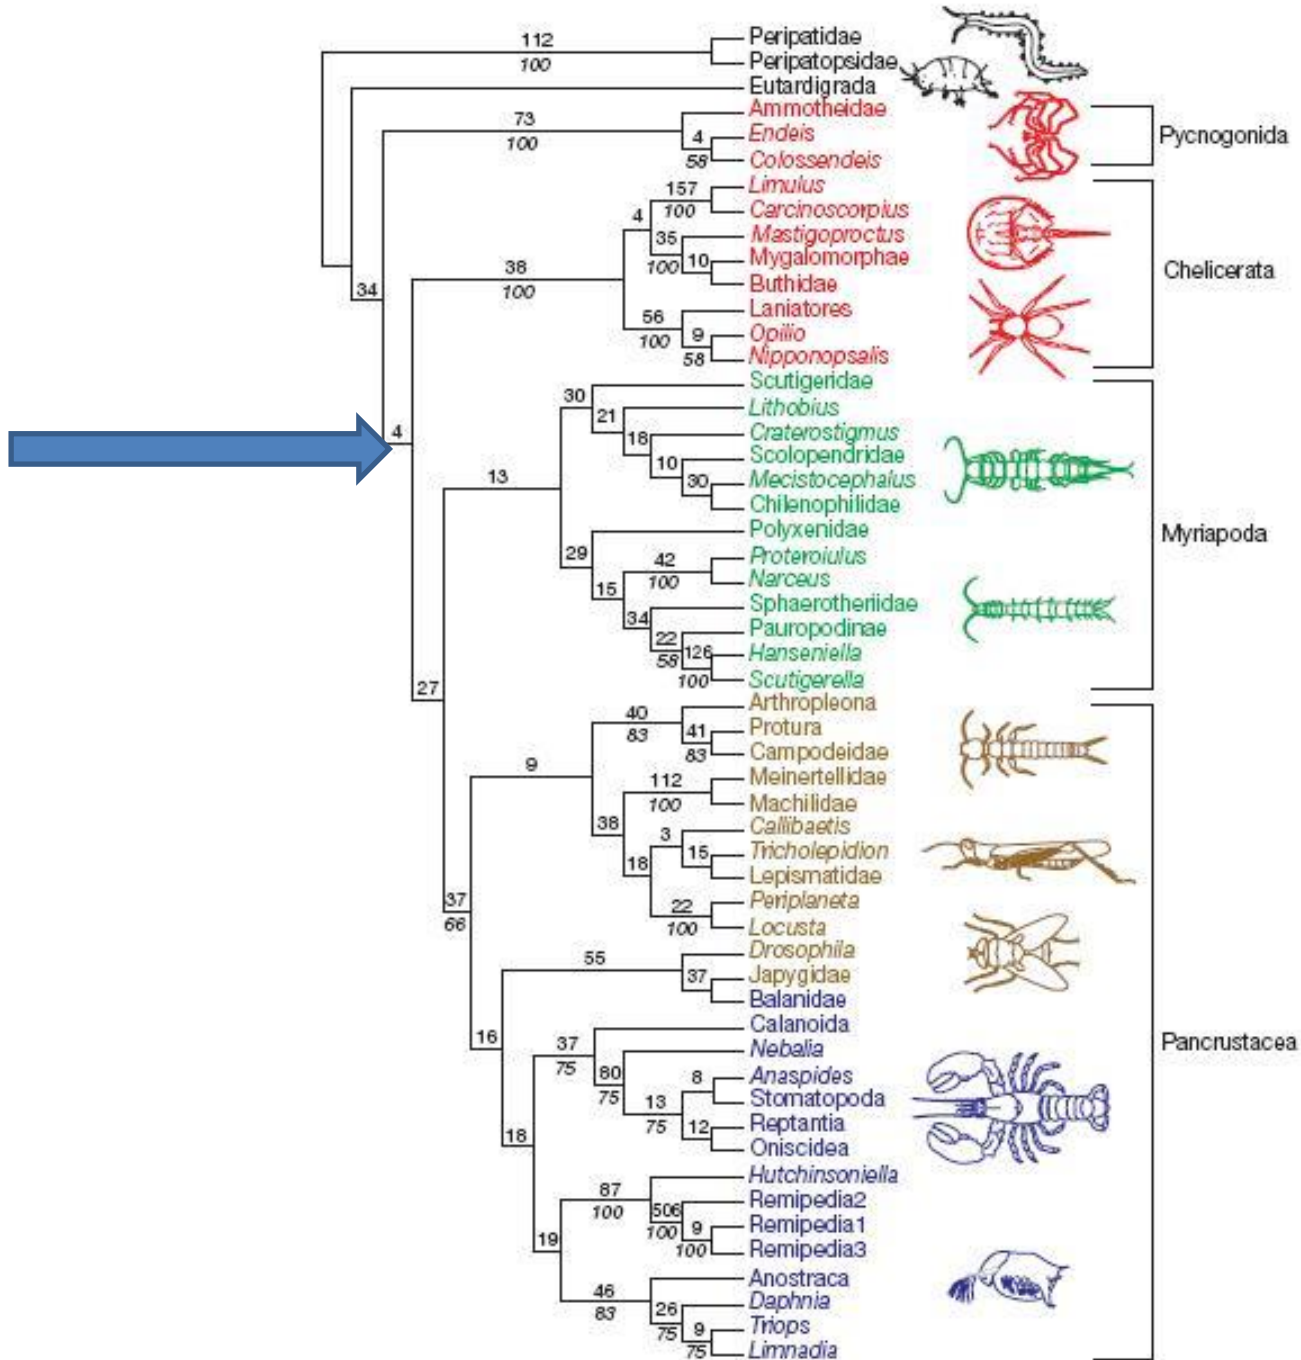 112
100
Peripatidae
Peripatopsidae
Eutardigrada
73
100
Ammotheidae
4
58
Endeis
Colossendeis
Pycnogonida
34
38
100
4
157
100
Limulus
Carcinoscorpius
35
100
Mastigoproctus
10
Mygalomorphae
Buthidae
56
100
Laniatores
9
58
Opilio
Nipponopsalis
Chelicerata
4
13
30
Scutigeridae
21
Lithobius
18
Craterostigmus
10
Scolopendridae
30
Mecistocephalus
Chilenophilidae
29
Polyxenidae
15
42
100
Proteroiulus
Narceus
34
Sphaerotheriidae
22
58
Pauropodinae
126
100
Hanseniella
Scutigerella
Myriapoda
27
37
66
9
40
83
Arthropleona
41
83
Protura
Campodeidae
38
112
100
Meinertellidae
Machilidae
18
3
Callibaetis
15
Tricholepidion
Lepismatidae
22
100
Periplaneta
Locusta
16
55
Drosophila
37
Japygidae
Balanidae
18
37
75
Calanoida
80
75
Nebalia
13
75
8
Anaspides
Stomatopoda
12
Reptantia
Oniscidea
19
87
100
Hutchinsoniella
506
100
Remipedia2
9
100
Remipedia1
Remipedia3
46
83
Anostraca
26
75
Daphnia
9
75
Triops
Limnadia
Pancrustacea